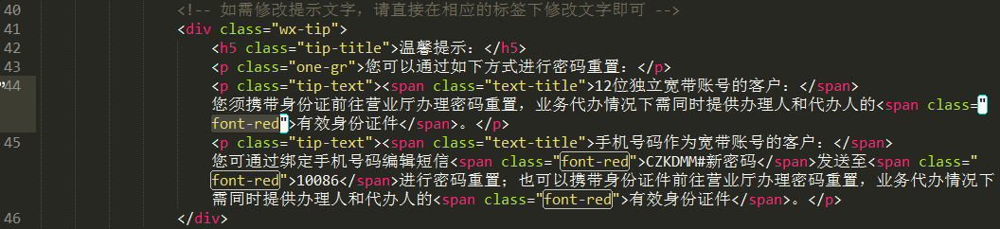 40 <!-- 如需修改提示文字，请直接在相应的标签下修改文字即可 -->
41 <div class="wx-tip">
42 <h5 class="tip-title">温馨提示：</h5>
43 <p class="one-gr">您可以通过如下方式进行密码重置：</p>
44 <p class="tip-text"><span class="text-title">12位独立宽带账号的客户：</span>
您须携带身份证前往营业厅办理密码重置，业务代办情况下需同时提供办理人和代办人的<span class="
font-red">有效身份证件</span>。</p>
45 <p class="tip-text"><span class="text-title">手机号码作为宽带账号的客户：</span>
您可通过绑定手机号码编辑短信<span class="font-red">CZKDMM#新密码</span>发送至<span class="
font-red">10086</span>进行密码重置；也可以携带身份证件前往营业厅办理密码重置，业务代办情况下
需同时提供办理人和代办人的<span class="font-red">有效身份证件</span>。</p>
46 </div>